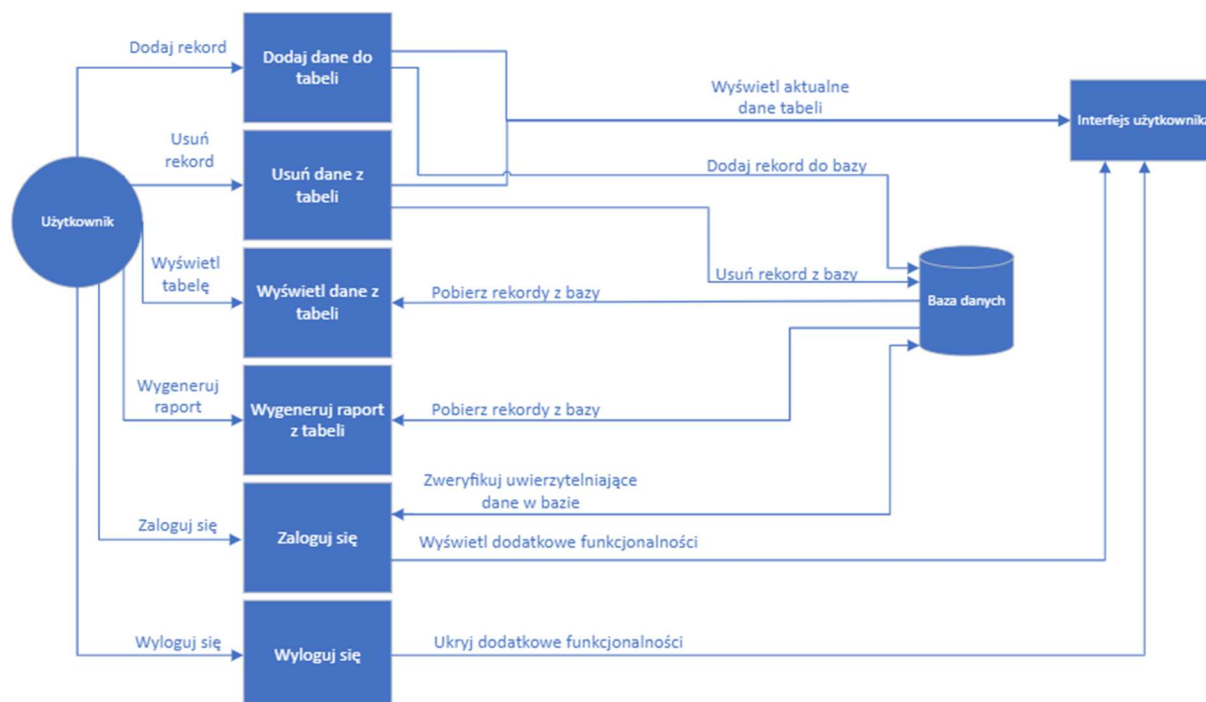 Dodaj rekord
Dodaj dane do
tabeli
Wyświetl aktualne
dane tabeli
Interfejs użytkownika
Usuń
rekord
Usuń dane z
tabeli
Dodaj rekord do bazy
Użytkownik
Wyświetl
tabelę
Wyświetl dane z
tabeli
Pobierz rekordy z bazy
Usuń rekord z bazy
Baza danych
Wygeneruj
raport
Wygeneruj raport
z tabeli
Pobierz rekordy z bazy
Zweryfikuj uwierzytelniające
dane w bazie
Zaloguj się
Zaloguj się
Wyświetl dodatkowe funkcjonalności
Wyloguj się
Wyloguj się
Ukryj dodatkowe funkcjonalności